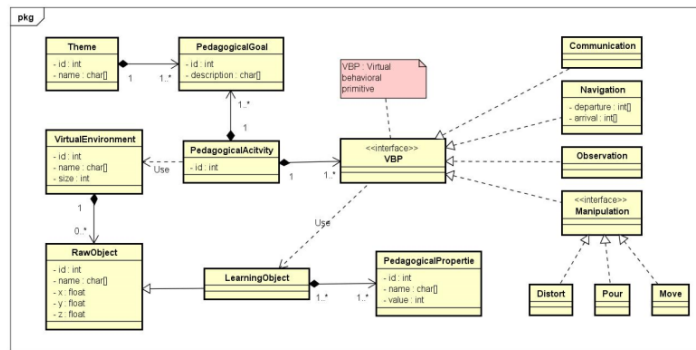 pkg
Theme
- id : int
- name : char[]
1
1..*
PedagogicalGoal
- id : int
- description : char[]
1..*
1
VBP : Virtual
behavioral
primitive
Communication
Navigation
- departure : int[]
- arrival : int[]
VirtualEnvironment
- id : int
- name : char[]
- size : int
Use
PedagogicalAcitvity
- id : int
1
1..*
<<interface>>
VBP
Observation
<<interface>>
Manipulation
1
0..*
Use
RawObject
- id : int
- name : char[]
- x : float
- y : float
- z : float
LearningObject
1..*
1..*
PedagogicalPropertie
- id : int
- name : char[]
- value : int
Distort
Pour
Move